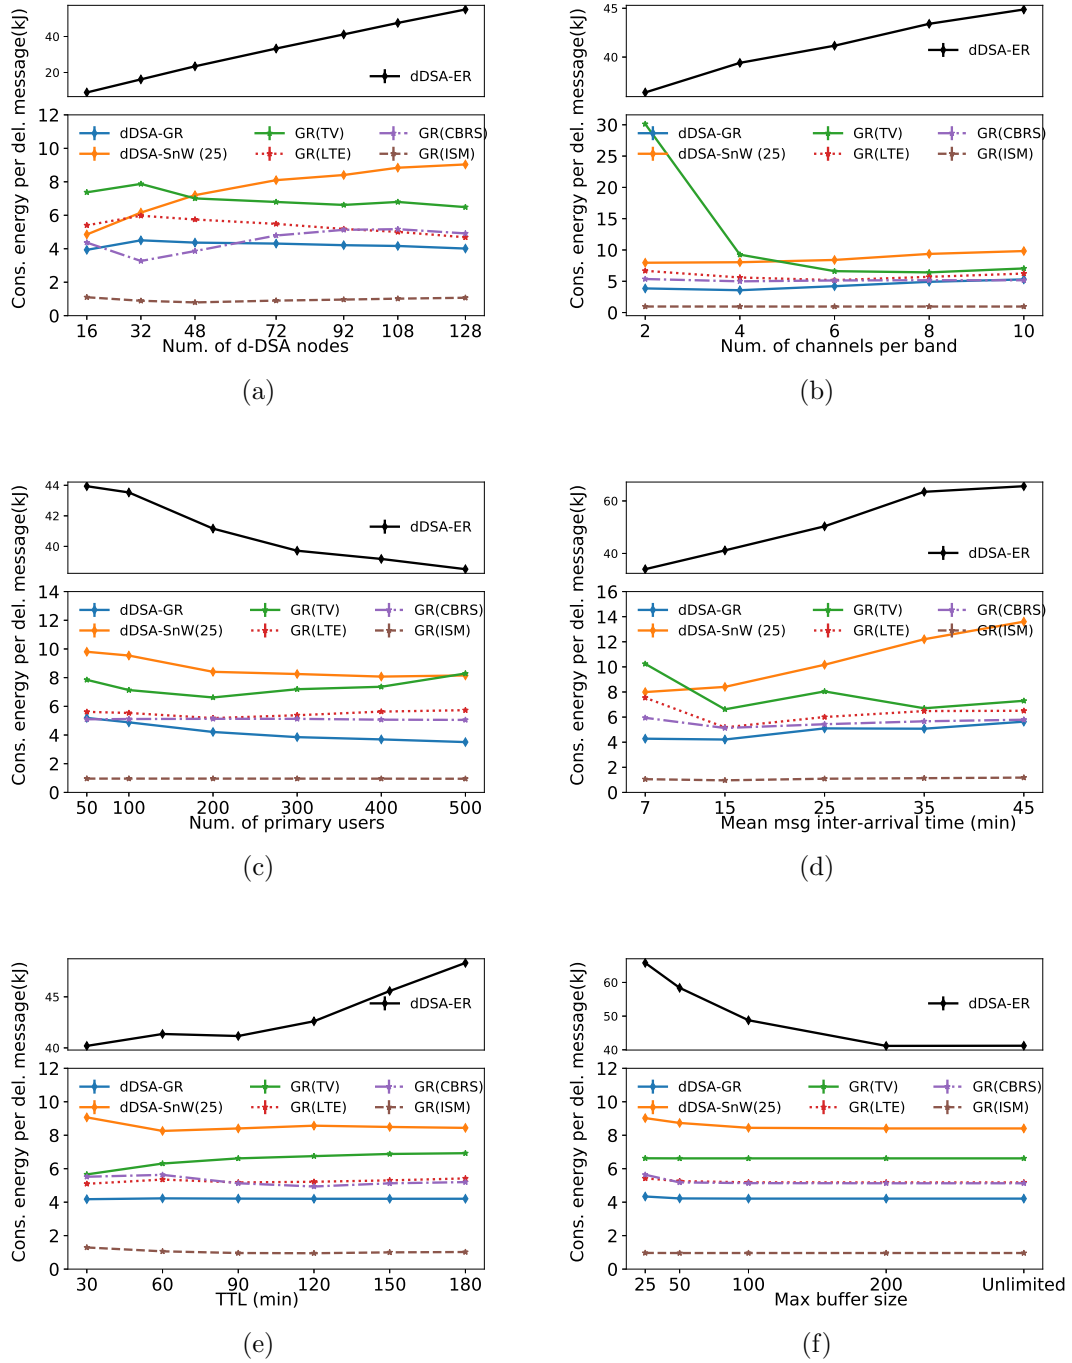 Cons. energy per del. message(kJ)
40
20
dDSA-ER
12
10
8
6
4
2
0
dDSA-GR
dDSA-SnW (25)
GR(TV)
GR(LTE)
GR(CBRS)
GR(ISM)
16 32 48 72 92 108 128
Num. of d-DSA nodes
(a)
Cons. energy per del. message(kJ)
45
40
dDSA-ER
30
25
20
15
10
5
0
dDSA-GR
dDSA-SnW (25)
GR(TV)
GR(LTE)
GR(CBRS)
GR(ISM)
2 4 6 8 10
Num. of channels per band
(b)
Cons. energy per del. message(kJ)
44
42
40
dDSA-ER
14
12
10
8
6
4
2
0
dDSA-GR
dDSA-SnW(25)
GR(TV)
GR(LTE)
GR(CBRS)
GR(ISM)
50 100 200 300 400 500
Num. of primary users
(c)
Cons. energy per del. message(kJ)
60
40
dDSA-ER
16
14
12
10
8
6
4
2
0
dDSA-GR
dDSA-SnW (25)
GR(TV)
GR(LTE)
GR(CBRS)
GR(ISM)
7 15 25 35 45
Mean msg inter-arrival time (min)
(d)
Cons. energy per del. message(kJ)
45
40
dDSA-ER
12
10
8
6
4
2
0
dDSA-GR
dDSA-SnW(25)
GR(TV)
GR(LTE)
GR(CBRS)
GR(ISM)
30 60 90 120 150 180
TTL (min)
(e)
Cons. energy per del. message(kJ)
60
50
40
dDSA-ER
12
10
8
6
4
2
0
dDSA-GR
dDSA-SnW(25)
GR(TV)
GR(LTE)
GR(CBRS)
GR(ISM)
25 50 100 200 Unlimited
Max buffer size
(f)